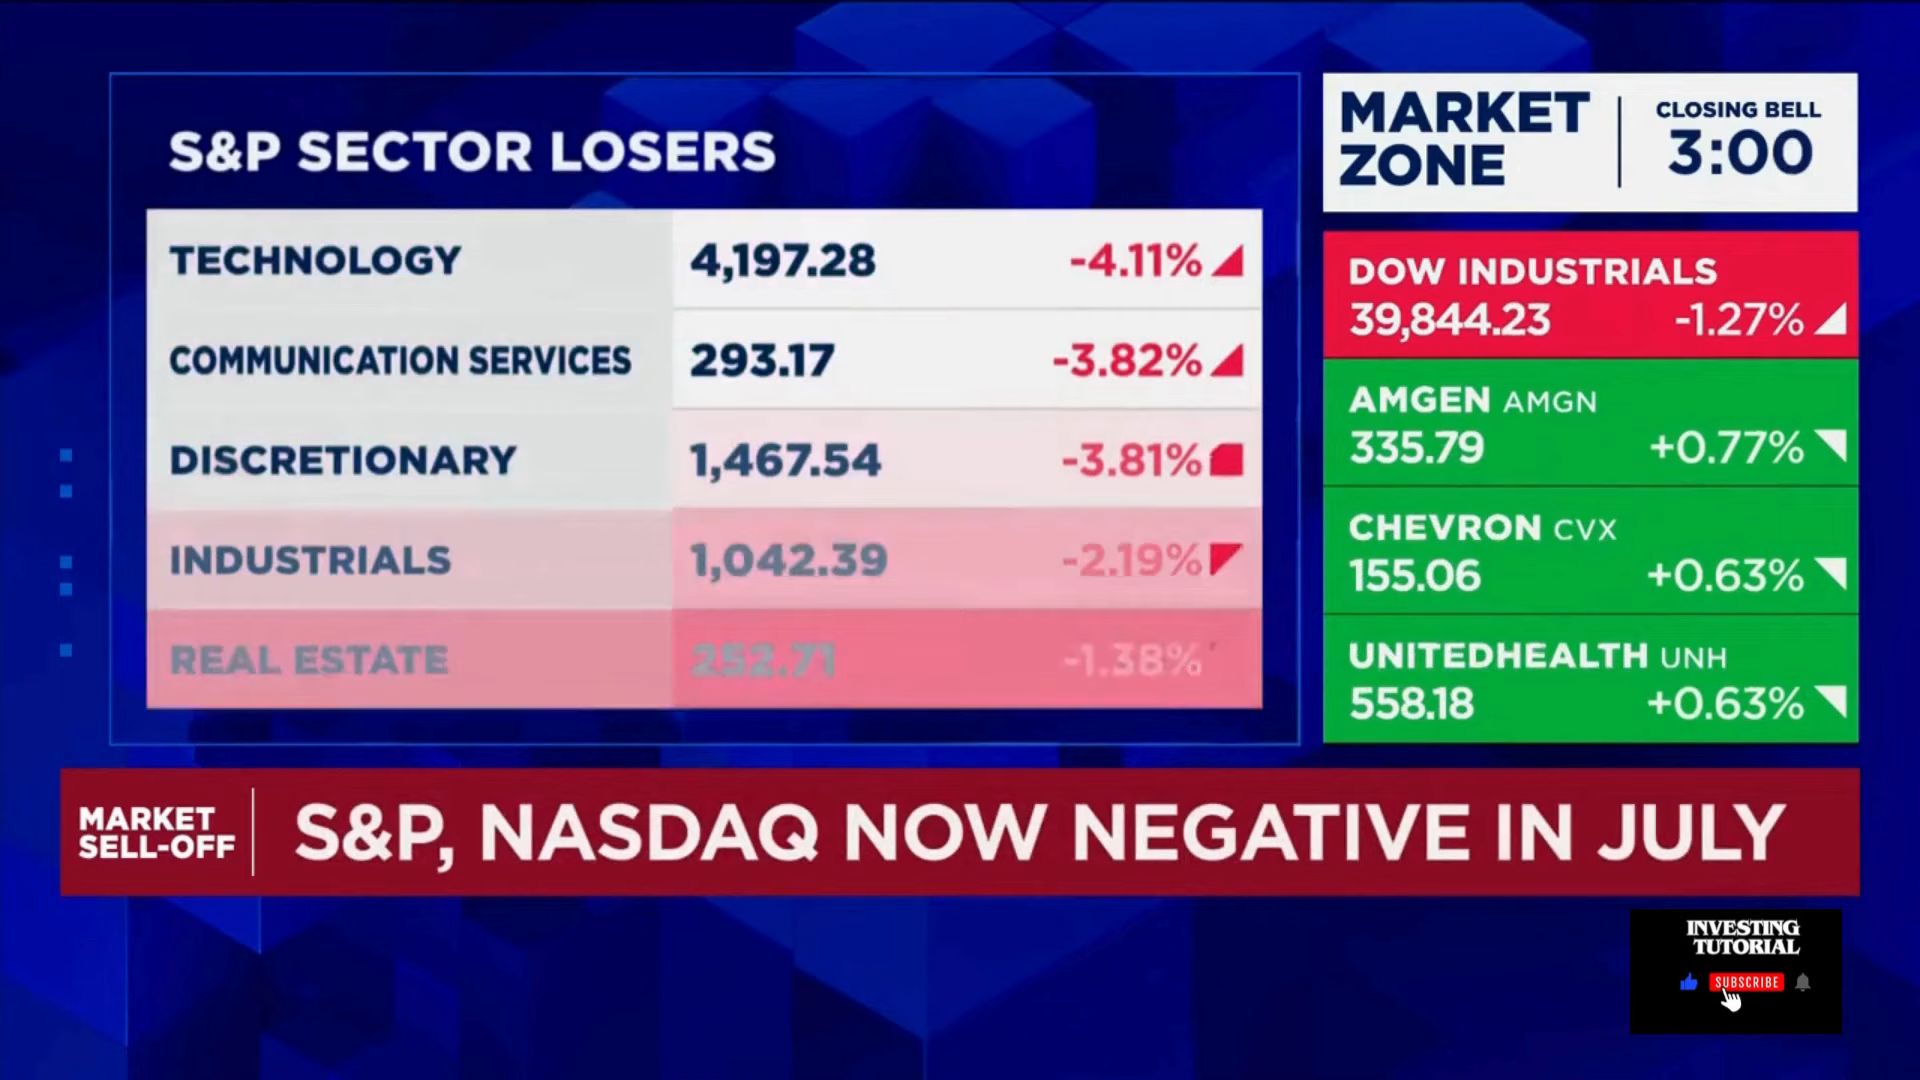 S&P SECTOR LOSERS
TECHNOLOGY 4,197.28 -4.11%
COMMUNICATION SERVICES 293.17 -3.82%
DISCRETIONARY 1,467.54 -3.81%
INDUSTRIALS 1,042.39 -2.19%
REAL ESTATE 252.71 -1.38%
MARKET
ZONE
CLOSING BELL
3:00
DOW INDUSTRIALS
39,844.23 -1.27%
AMGEN AMGN
335.79 +0.77%
CHEVRON CVX
155.06 +0.63%
UNITEDHEALTH UNH
558.18 +0.63%
MARKET
SELL-OFF
S&P, NASDAQ NOW NEGATIVE IN JULY
INVESTING
TUTORIAL
SUBSCRIBE